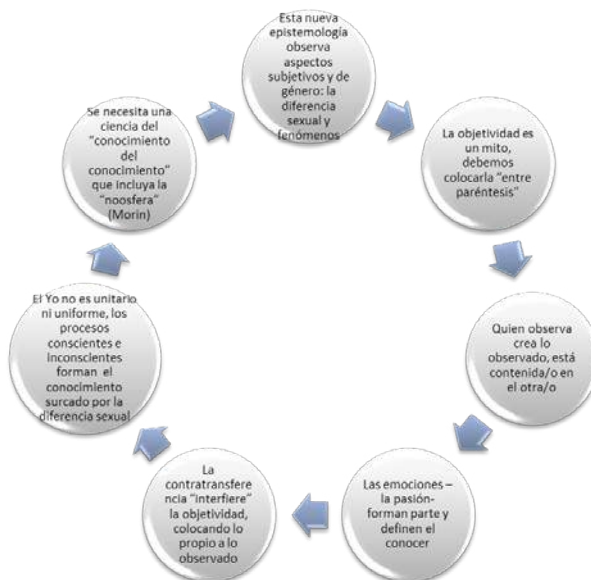 Esta nueva
epistemología
observa
aspectos
subjetivos y de
género: la
diferencia
sexual y
fenómenos
La objetividad es
un mito,
debemos
colocarla "entre
paréntesis"
Quien observa
crea lo
observado, está
contenida/o en
el otra/o
Las emociones –
la pasión-
forman parte y
definen el
conocer
La
contratransfere
ncia "interfiere"
la objetividad,
colocando lo
propio a lo
observado
El Yo no es unitario
ni uniforme, los
procesos
conscientes e
inconscientes
forman el
conocimiento
surcado por la
diferencia sexual
Se necesita una
ciencia del
"conocimiento
del
conocimiento"
que incluya la
"noosfera"
(Morin)